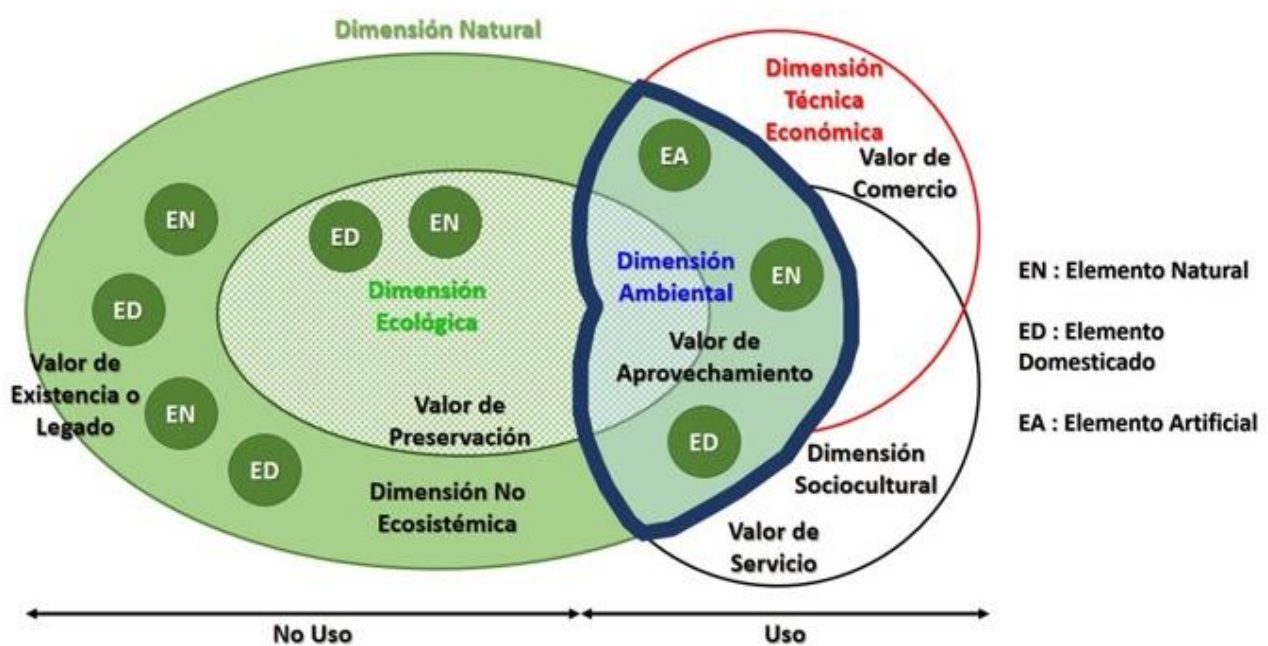 Dimensión Natural
Dimensión
Técnica
Económica
Valor de
Comercio
EA
EN
ED
EN
ED
Dimensión
Ecológica
Dimensión
Ambiental
EN
Valor de
Existencia o
Legado
EN
ED
Valor de
Preservación
Valor de
Aprovechamiento
ED
Dimensión No
Ecosistémica
Dimensión
Sociocultural
Valor de
Servicio
EN : Elemento Natural
ED : Elemento
Domesticado
EA : Elemento Artificial
No Uso
Uso